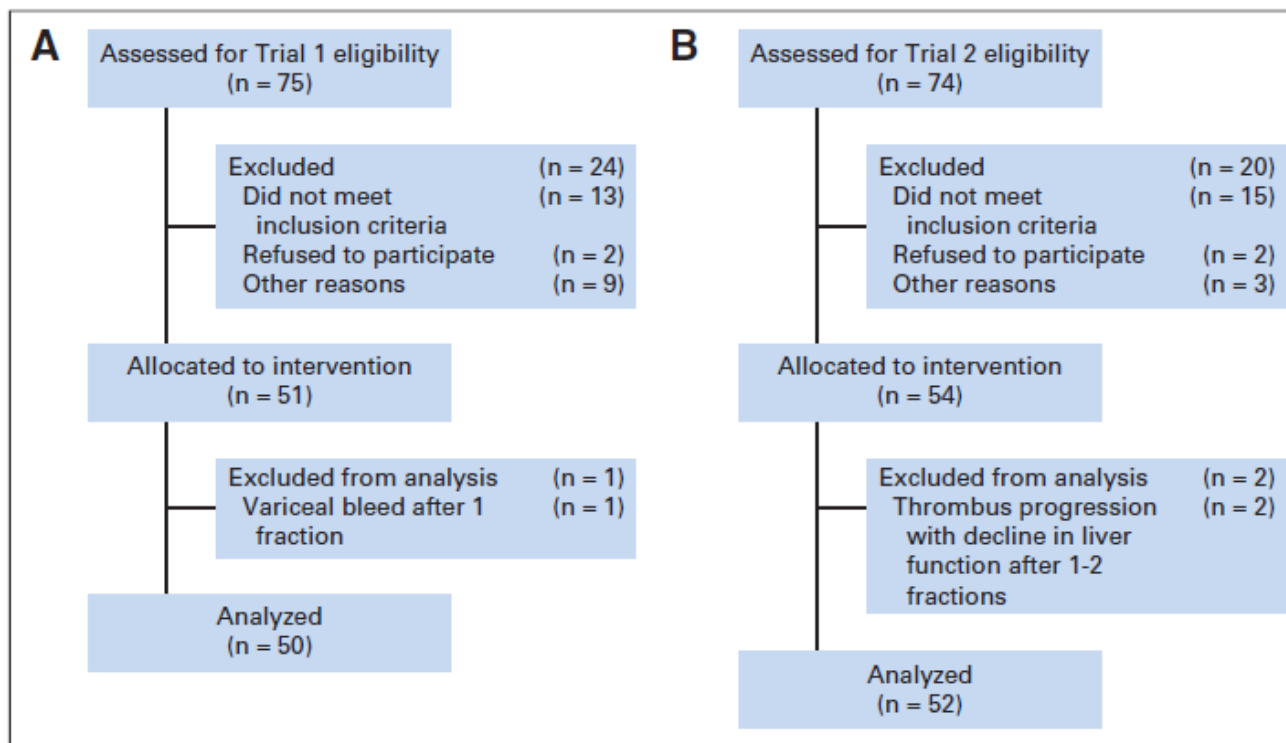 A
Assessed for Trial 1 eligibility
(n = 75)
Excluded (n = 24)
Did not meet (n = 13)
inclusion criteria
Refused to participate (n = 2)
Other reasons (n = 9)
Allocated to intervention
(n = 51)
Excluded from analysis (n = 1)
Variceal bleed after 1 (n = 1)
fraction
Analyzed
(n = 50)
B
Assessed for Trial 2 eligibility
(n = 74)
Excluded (n = 20)
Did not meet (n = 15)
inclusion criteria
Refused to participate (n = 2)
Other reasons (n = 3)
Allocated to intervention
(n = 54)
Excluded from analysis (n = 2)
Thrombus progression (n = 2)
with decline in liver
function after 1-2
fractions
Analyzed
(n = 52)